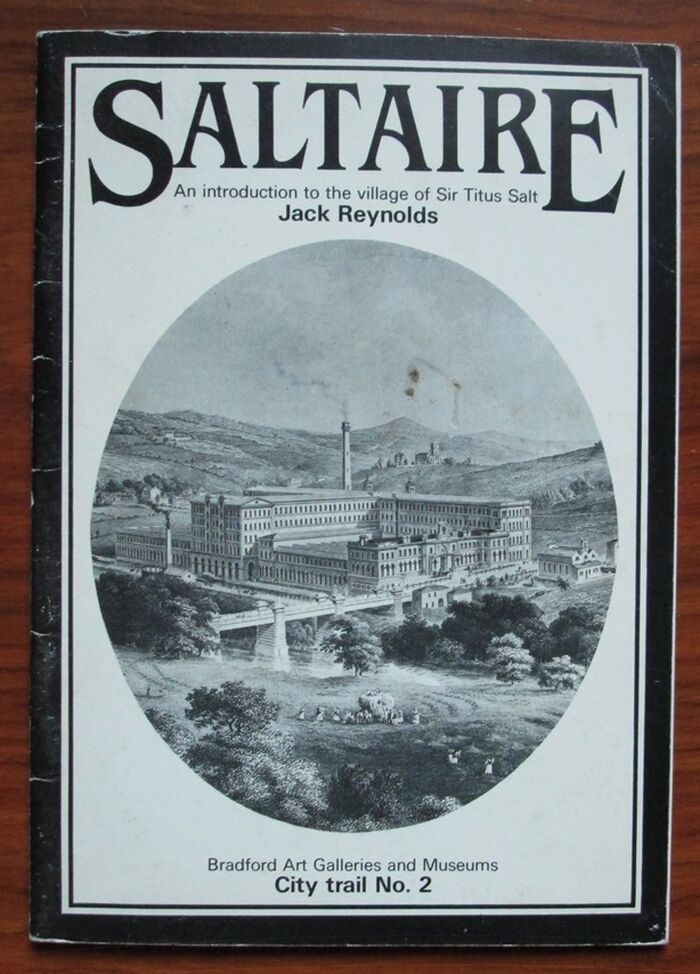 SALTAIRE
An introduction to the village of Sir Titus Salt
Jack Reynolds
Bradford Art Galleries and Museums
City trail No. 2